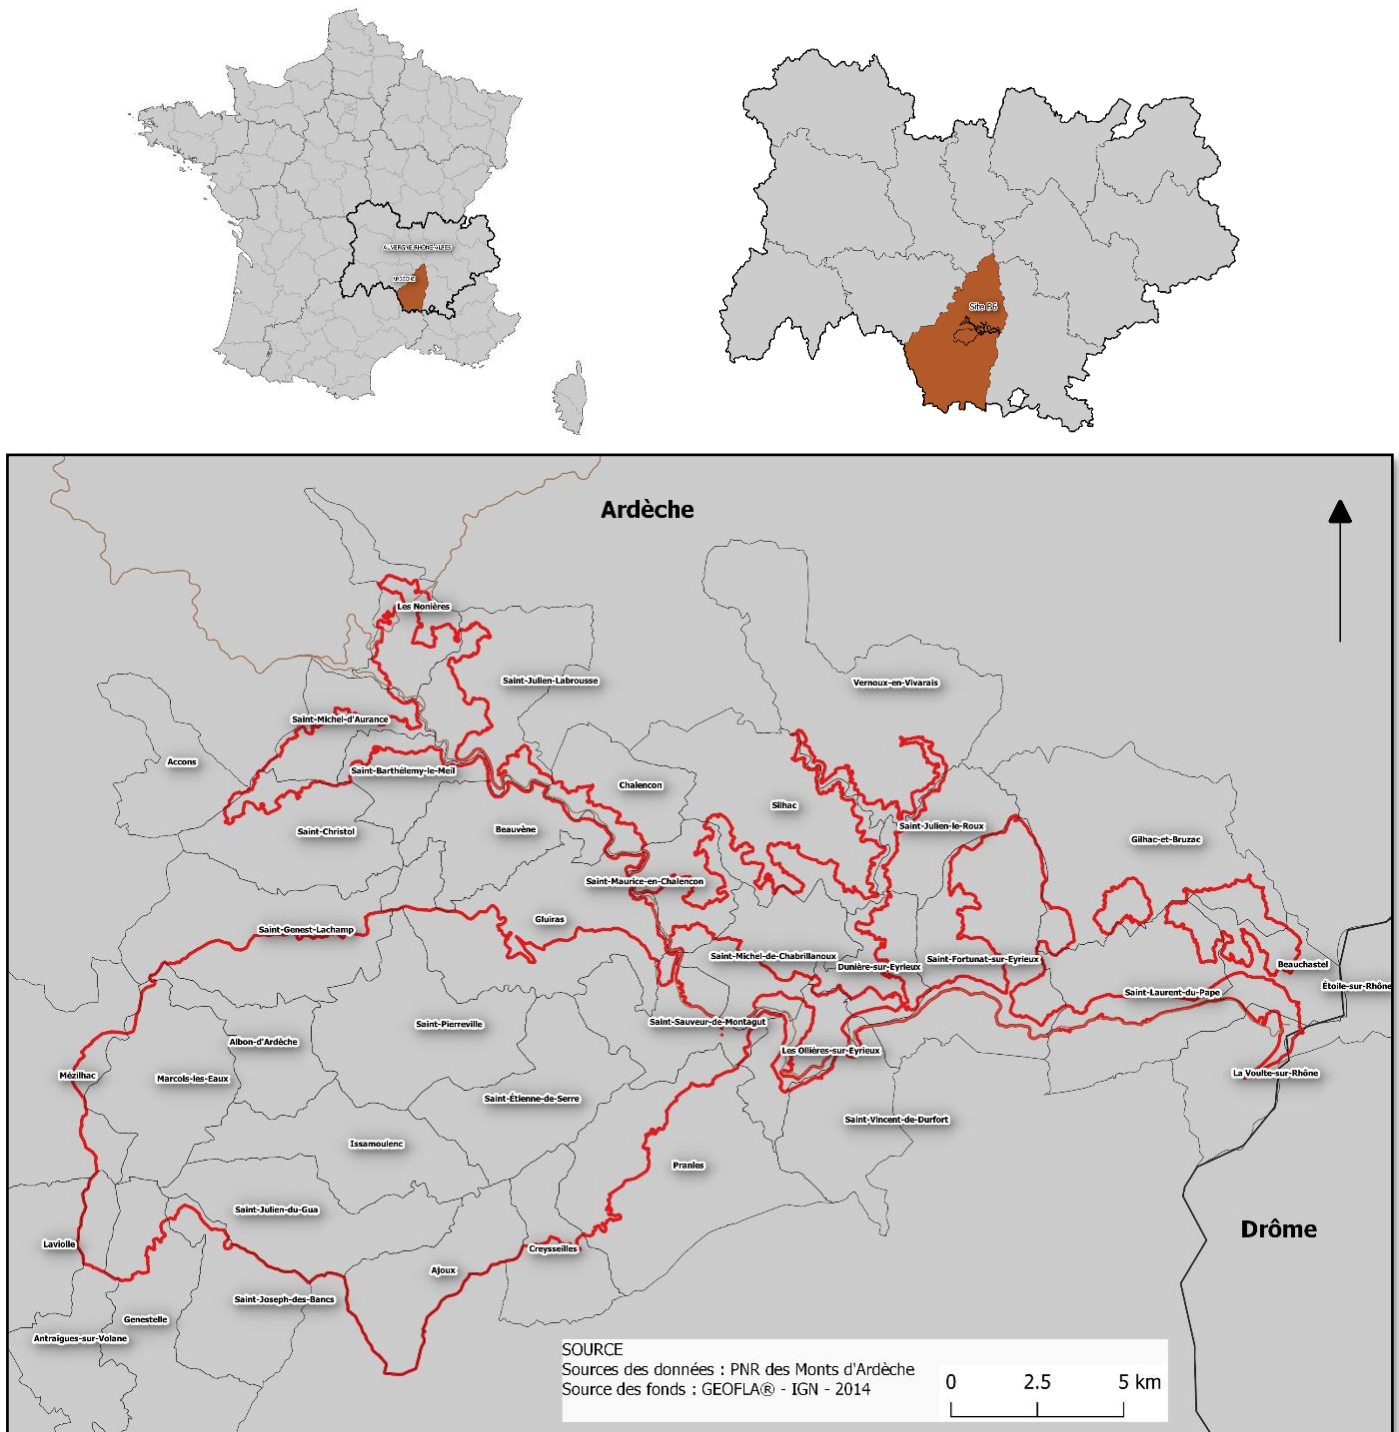 AUVERGNE-RHONE-ALPES
ARDECHE
Site B6
Ardèche
Les Nonières
Saint-Julien-Labrousse
Vernoux-en-Vivarais
Saint-Michel-d'Aurance
Accons
Saint-Barthélemy-le-Meil
Chalencon
Silhac
Saint-Christol
Beauvène
Saint-Julien-le-Roux
Gilhac-et-Bruzac
Saint-Maurice-en-Chalencon
Gluiras
Saint-Genest-Lachamp
Saint-Michel-de-Chabrillanoux
Dunière-sur-Eyrieux
Saint-Fortunat-sur-Eyrieux
Beauchastel
Étoile-sur-Rhône
Saint-Laurent-du-Pape
Saint-Pierreville
Saint-Sauveur-de-Montagut
Albon-d'Ardèche
Les Ollières-sur-Eyrieux
Mézilhac
Marcols-les-Eaux
La Voulte-sur-Rhône
Saint-Étienne-de-Serre
Saint-Vincent-de-Durfort
Issamoulenc
Pranles
Saint-Julien-du-Gua
Drôme
Laviolle
Creysseilles
Ajoux
Saint-Joseph-des-Bancs
Genestelle
Antraigues-sur-Volane
SOURCE
Sources des données : PNR des Monts d'Ardèche
Source des fonds : GEOFLA® - IGN - 2014
0 2.5 5 km